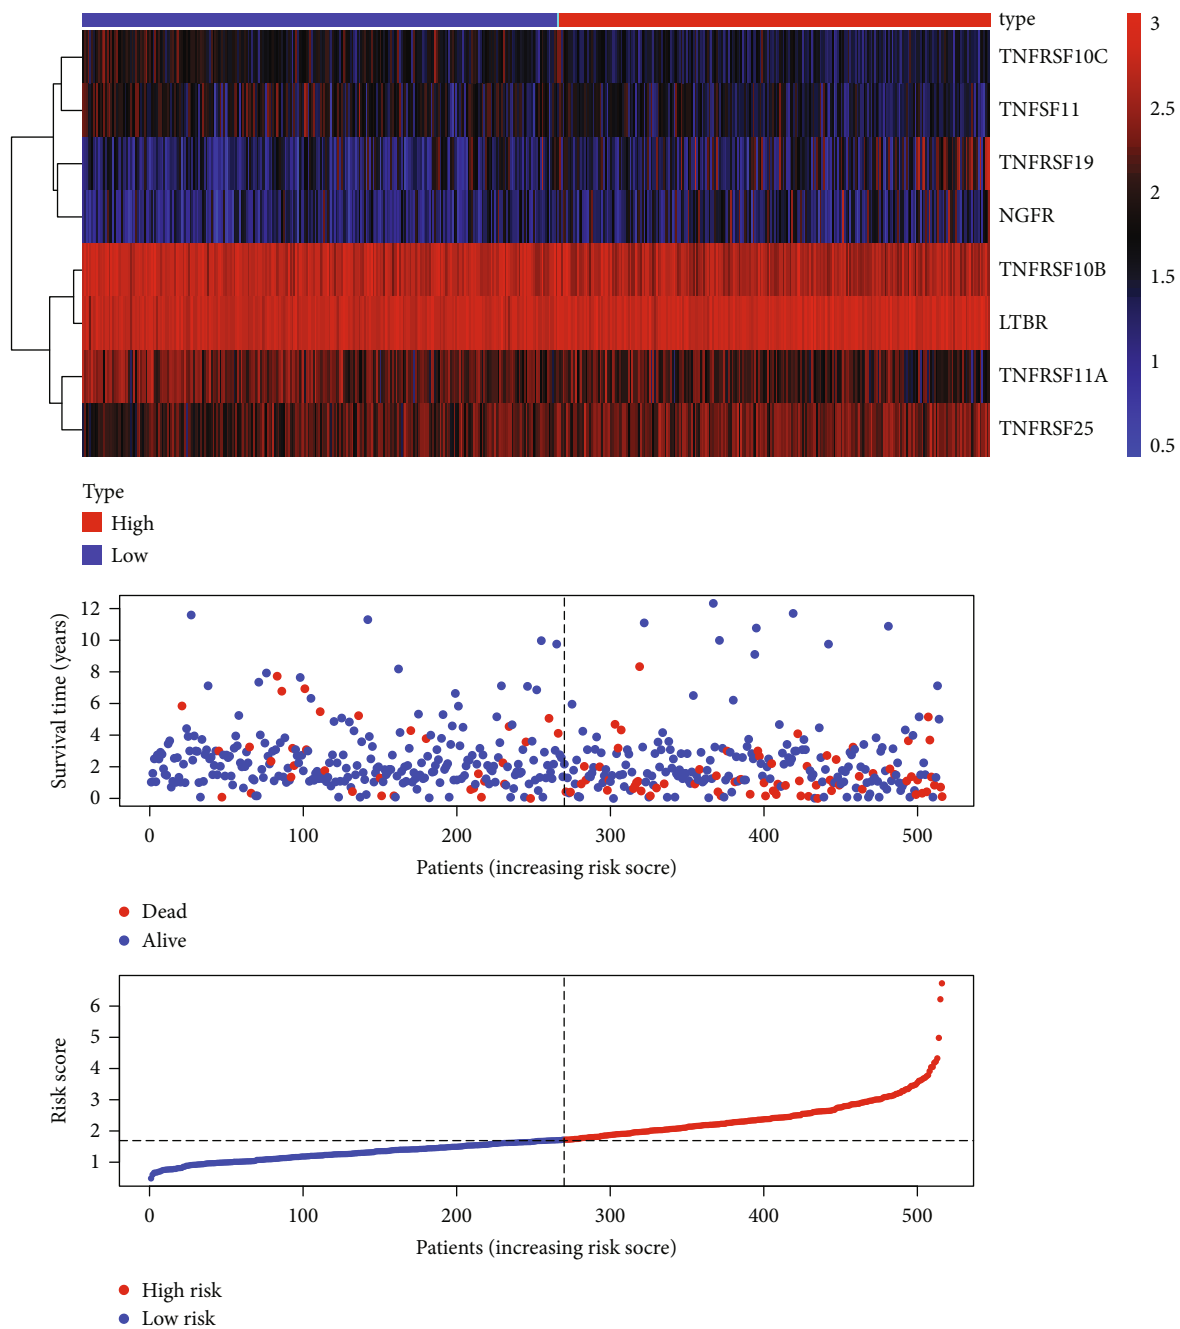 type
TNFRSF10C
TNFSF11
TNFRSF19
NGFR
TNFRSF10B
LTBR
TNFRSF11A
TNFRSF25
3
2.5
2
1.5
1
0.5
Type
High
Low
Survival time (years)
12
10
8
6
4
2
0
0 100 200 300 400 500
Patients (increasing risk socre)
Dead
Alive
Risk score
6
5
4
3
2
1
0 100 200 300 400 500
Patients (increasing risk socre)
High risk
Low risk